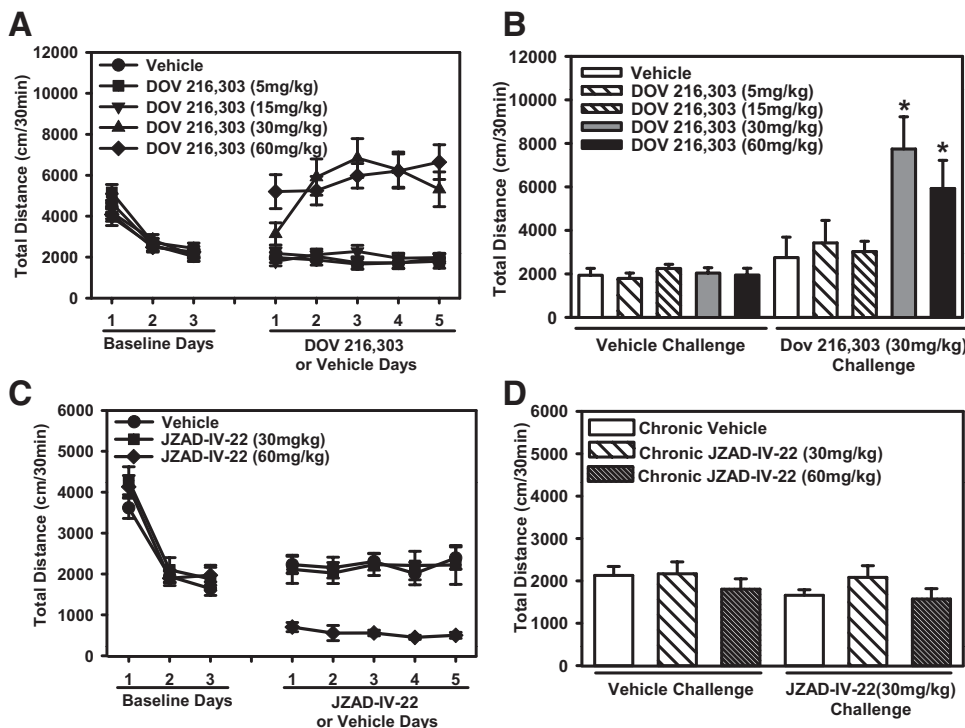 A
Total Distance (cm/30min)
12000
10000
8000
6000
4000
2000
0
Vehicle
DOV 216,303 (5mg/kg)
DOV 216,303 (15mg/kg)
DOV 216,303 (30mg/kg)
DOV 216,303 (60mg/kg)
1 2 3 1 2 3 4 5
Baseline Days
DOV 216,303
or Vehicle Days
B
Total Distance (cm/30min)
12000
10000
8000
6000
4000
2000
0
Vehicle
DOV 216,303 (5mg/kg)
DOV 216,303 (15mg/kg)
DOV 216,303 (30mg/kg)
DOV 216,303 (60mg/kg)
*
*
Vehicle Challenge
Dov 216,303 (30mg/kg)
Challenge
C
Total Distance (cm/30min)
6000
5000
4000
3000
2000
1000
0
Vehicle
JZAD-IV-22 (30mgkg)
JZAD-IV-22 (60mg/kg)
1 2 3 1 2 3 4 5
Baseline Days
JZAD-IV-22
or Vehicle Days
D
Total Distance (cm/30min)
6000
5000
4000
3000
2000
1000
0
Chronic Vehicle
Chronic JZAD-IV-22 (30mg/kg)
Chronic JZAD-IV-22 (60mg/kg)
Vehicle Challenge
JZAD-IV-22(30mg/kg)
Challenge